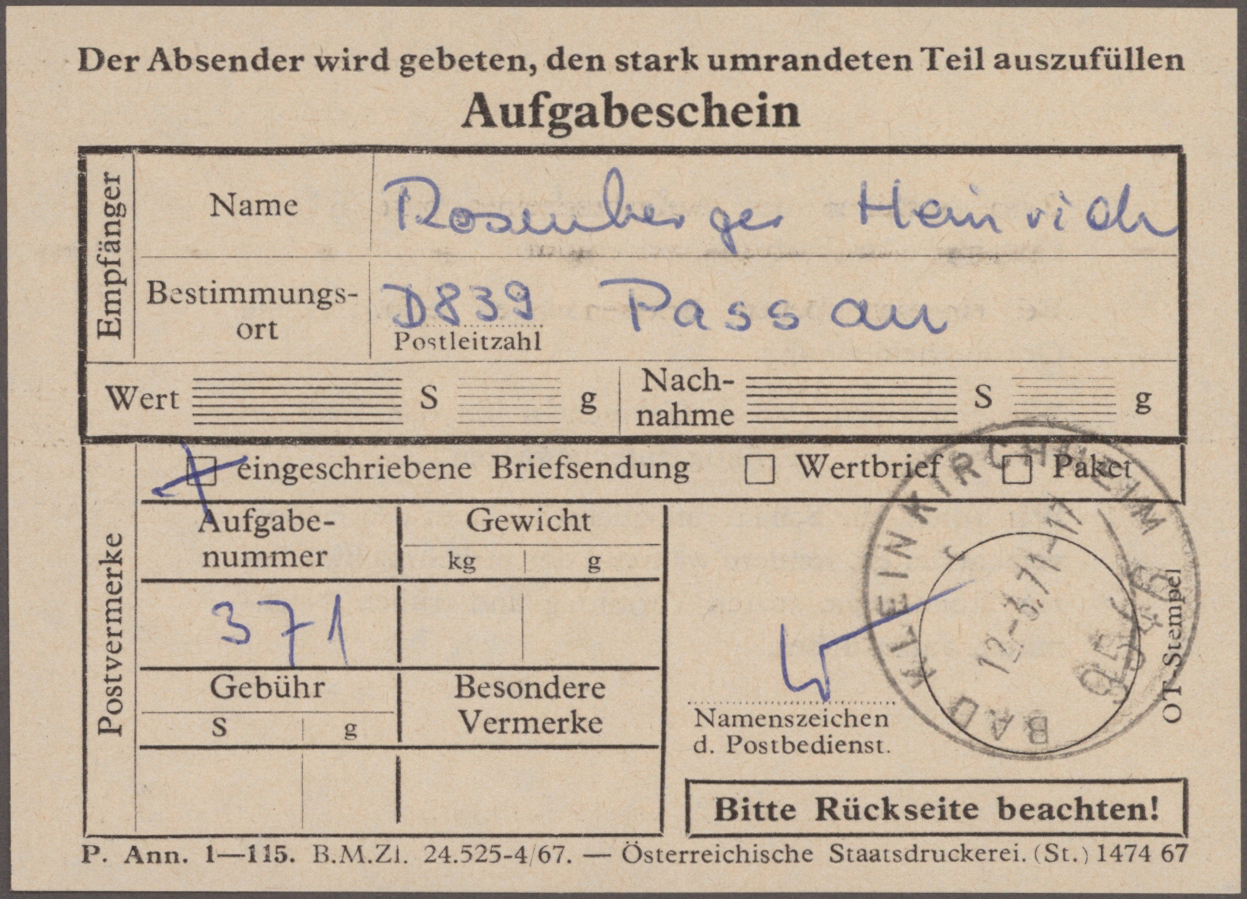 Der Absender wird gebeten, den stark umrandeten Teil auszufüllen
Aufgabeschein
Empfänger
Name Rosenberger Heinrich
Bestimmungs-
ort
D839 Passau
Postleitzahl
Wert S g Nach-
nahme S g
Postvermerke
eingeschriebene Briefsendung Wertbrief Paket
Aufgabe-
nummer
Gewicht
kg g
371
Gebühr
S g
Besondere
Vermerke
Namenszeichen
d. Postbedienst.
BAD KLEINKIRCHHEIM
12.-3.71-17
9546
OT-Stempel
Bitte Rückseite beachten!
P. Ann. 1—115. B.M.Zl. 24.525-4/67. — Österreichische Staatsdruckerei. (St.) 1474 67